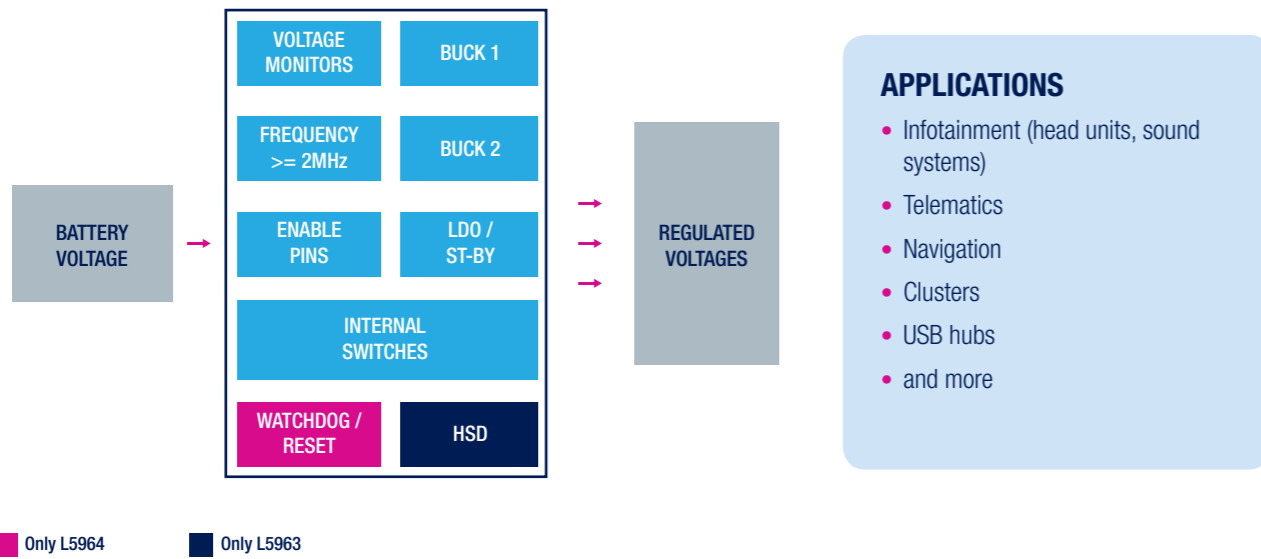 BATTERY
VOLTAGE
VOLTAGE
MONITORS
BUCK 1
FREQUENCY
>= 2MHz
BUCK 2
ENABLE
PINS
LDO /
ST-BY
INTERNAL
SWITCHES
WATCHDOG /
RESET
HSD
REGULATED
VOLTAGES
APPLICATIONS
• Infotainment (head units, sound
systems)
• Telematics
• Navigation
• Clusters
• USB hubs
• and more
Only L5964
Only L5963